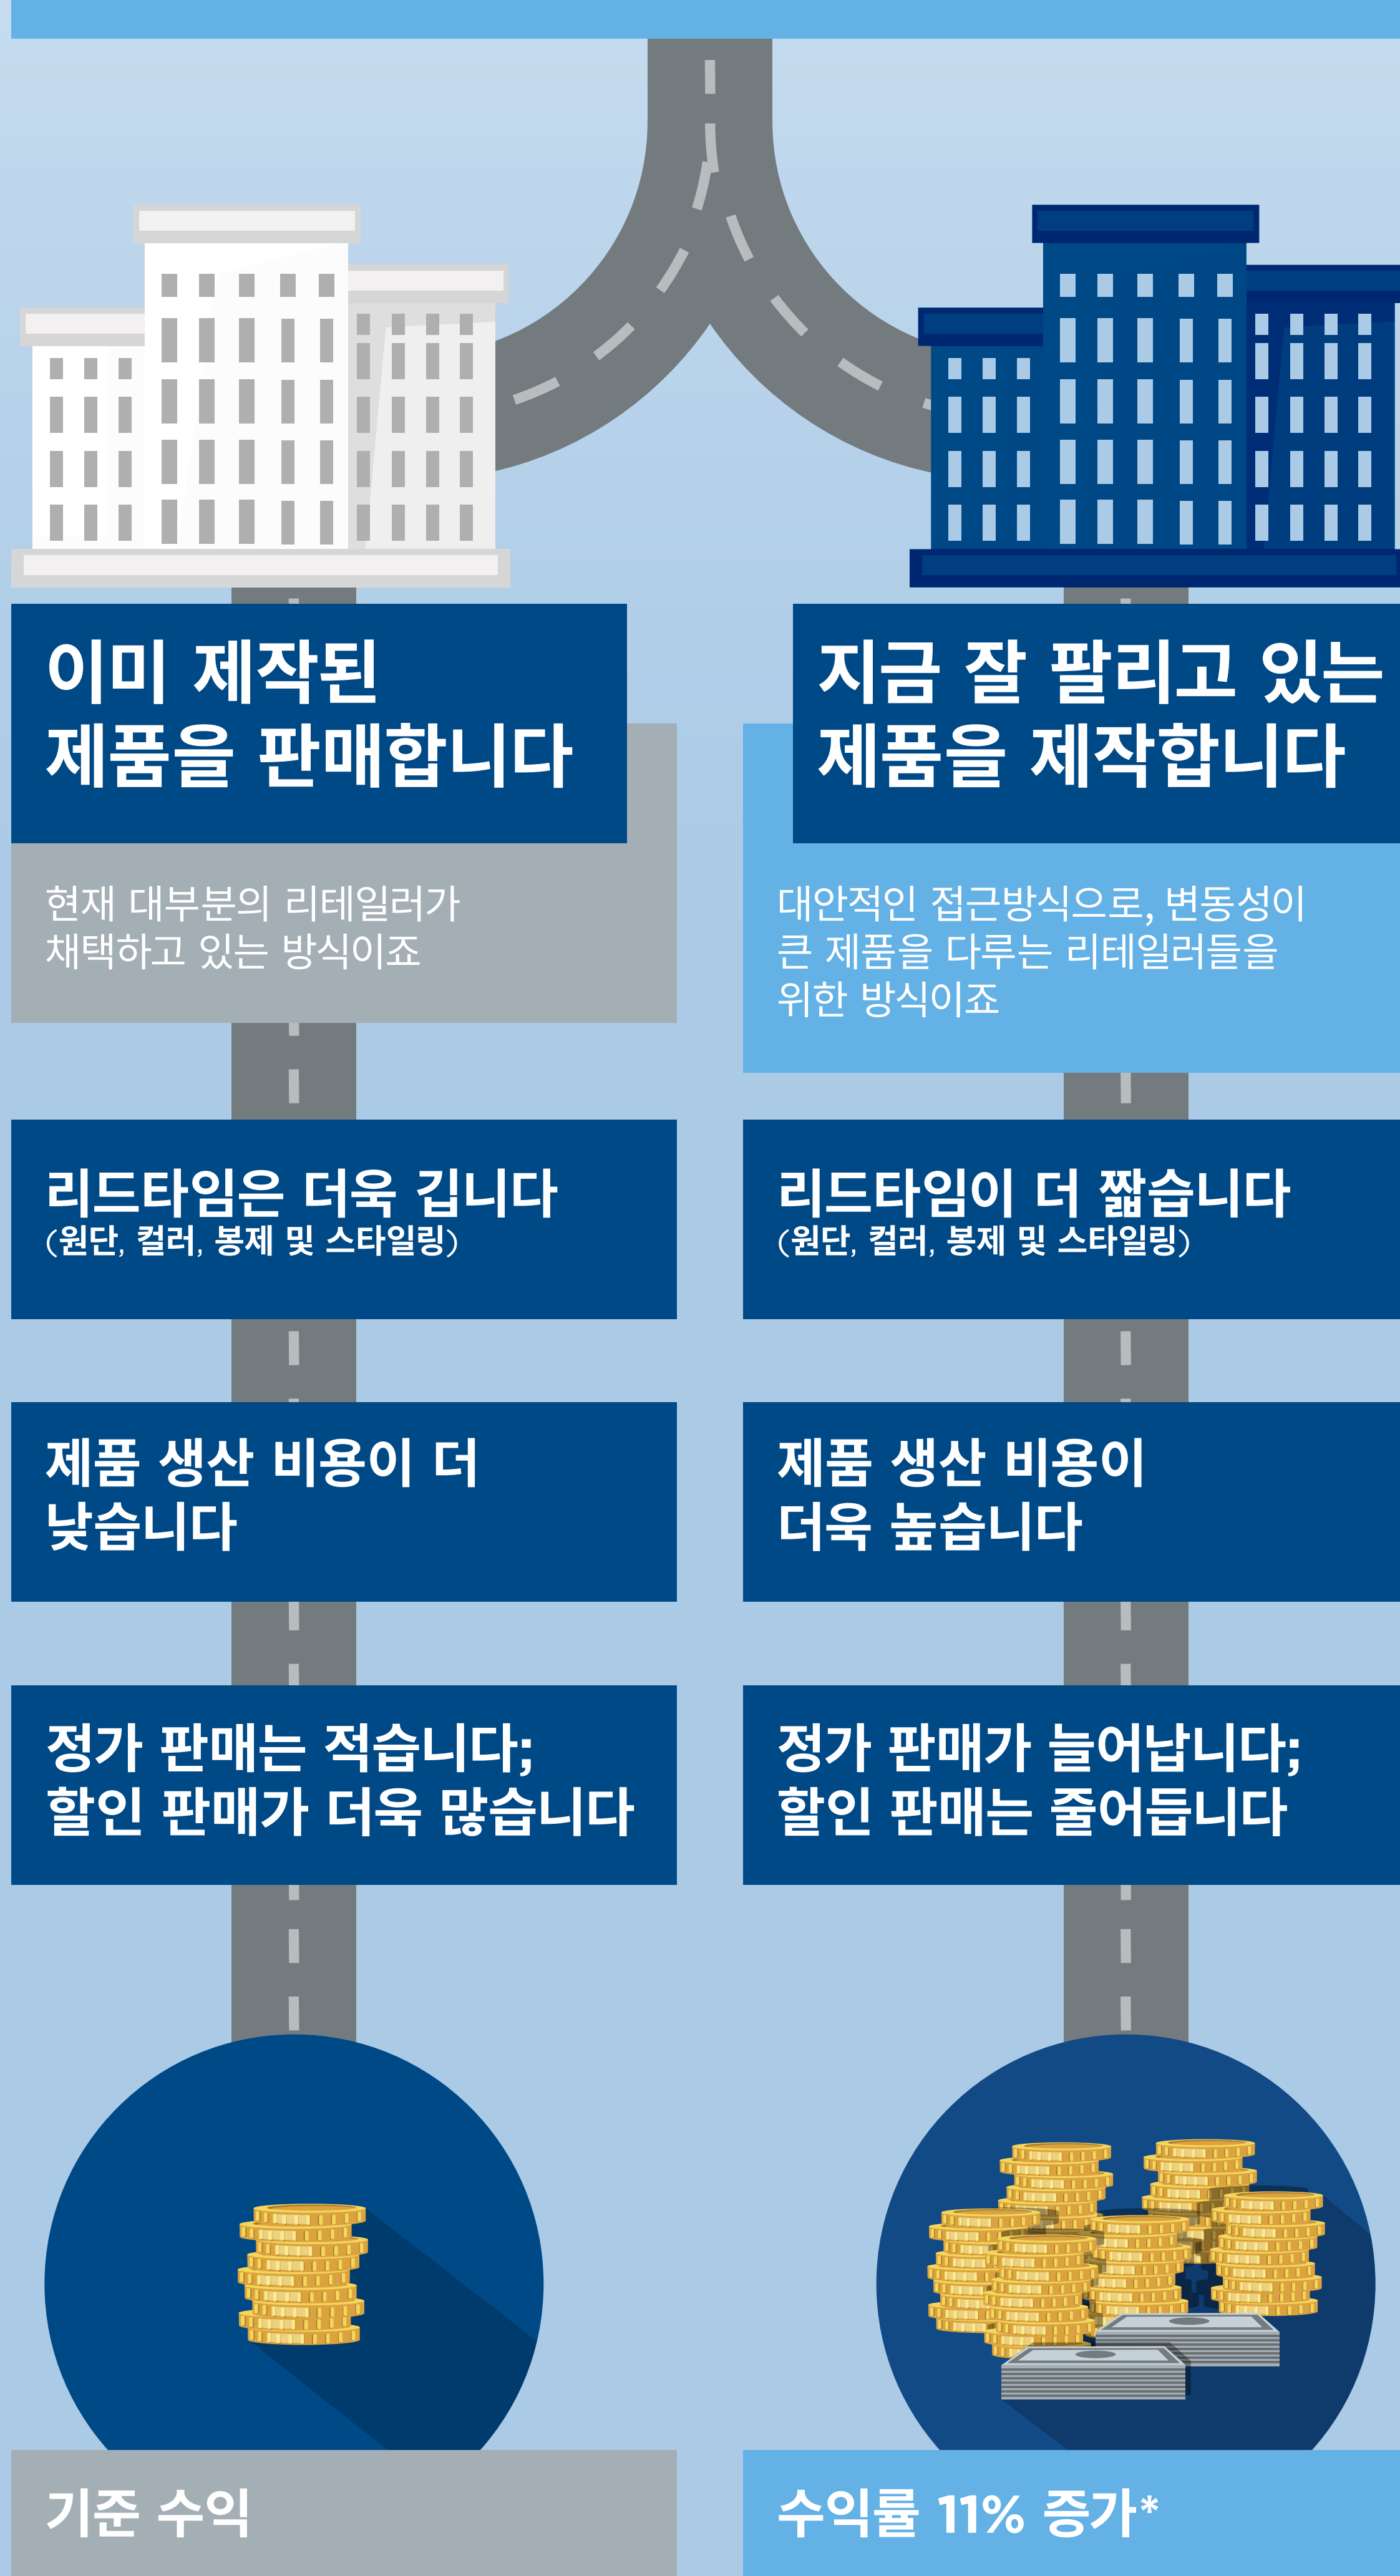 이미 제작된
제품을 판매합니다
현재 대부분의 리테일러가
채택하고 있는 방식이죠
리드타임은 더욱 깁니다
(원단, 컬러, 봉제 및 스타일링)
제품 생산 비용이 더
낮습니다
정가 판매는 적습니다;
할인 판매가 더욱 많습니다
기준 수익
지금 잘 팔리고 있는
제품을 제작합니다
대안적인 접근방식으로, 변동성이
큰 제품을 다루는 리테일러들을
위한 방식이죠
리드타임이 더 짧습니다
(원단, 컬러, 봉제 및 스타일링)
제품 생산 비용이
더욱 높습니다
정가 판매가 늘어납니다;
할인 판매는 줄어듭니다
수익률 11% 증가*